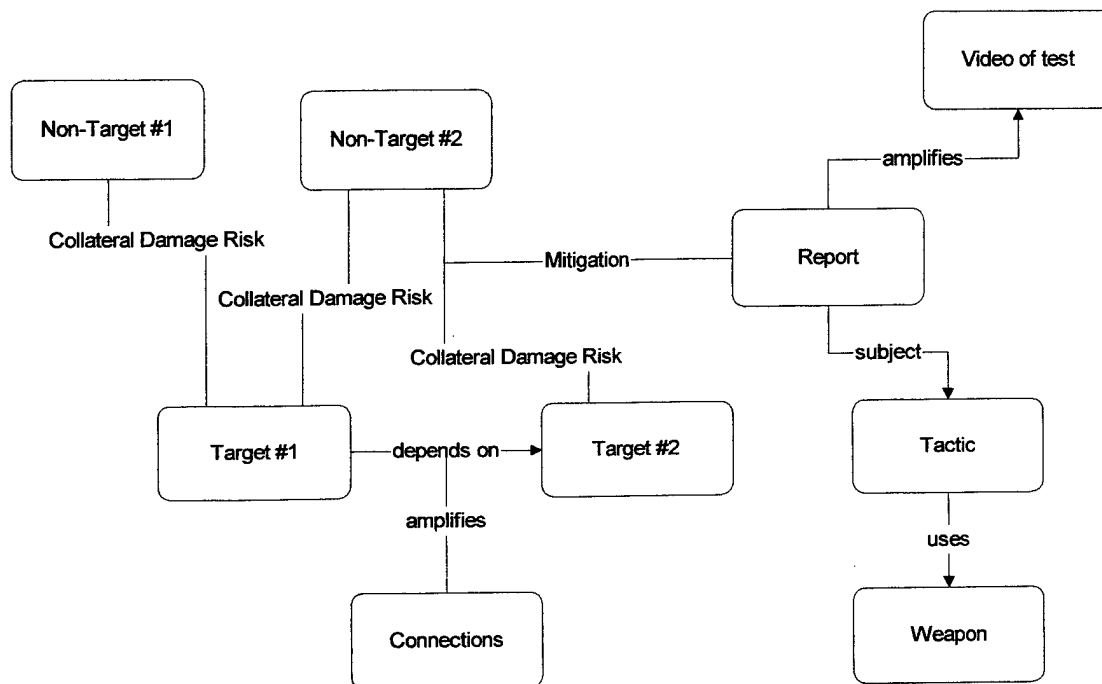 Video of test
Non-Target #1
Non-Target #2
amplifies
Collateral Damage Risk
Mitigation
Report
Collateral Damage Risk
Collateral Damage Risk
subject
Target #1
depends on
Target #2
Tactic
amplifies
uses
Connections
Weapon